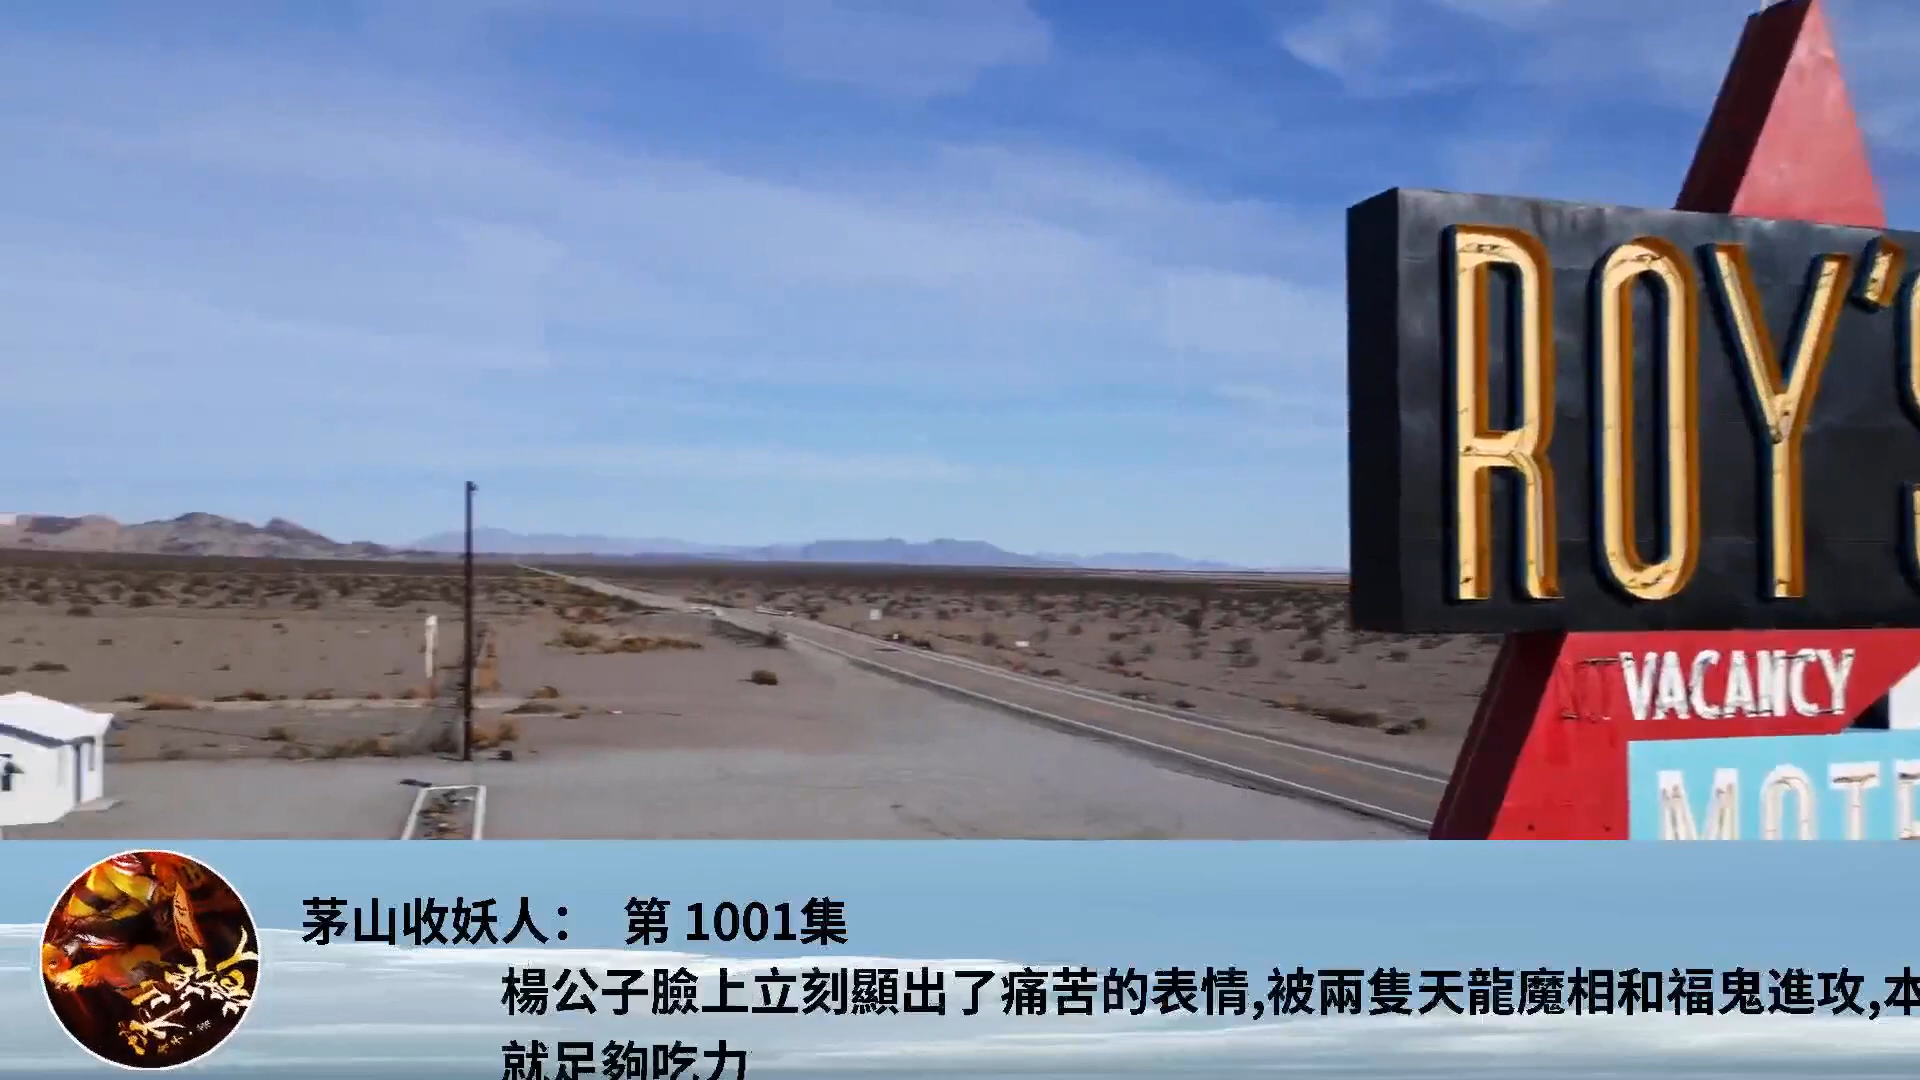 ROY'S
VACANCY
MOTE
茅山收妖人： 第 1001集
楊公子臉上立刻顯出了痛苦的表情,被兩隻天龍魔相和福鬼進攻,本
就足夠吃力